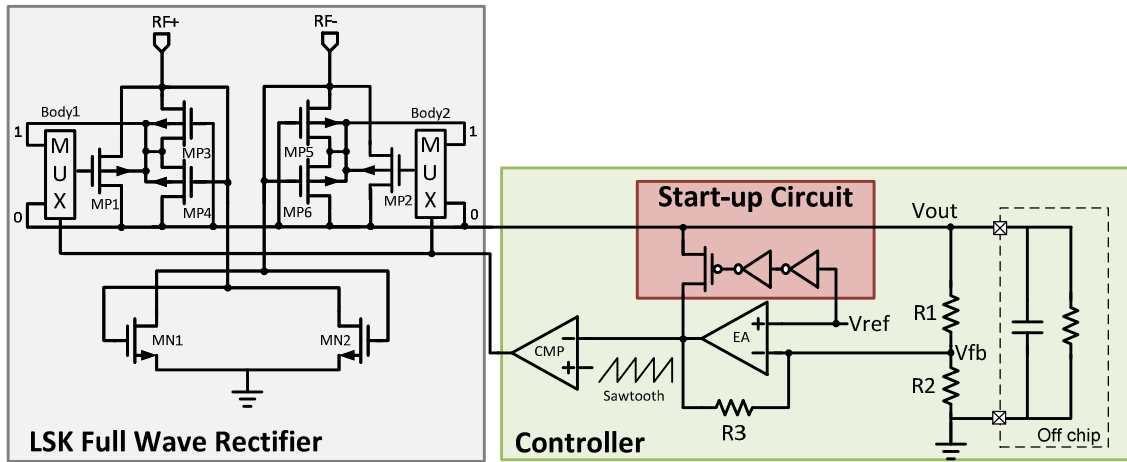 RF+
RF-
Body1
Body2
1
M
U
X
0
MP1
MP3
MP4
MP5
MP6
MP2
1
M
U
X
0
MN1
MN2
LSK Full Wave Rectifier
Start-up Circuit
Vout
Vref
EA
+
−
CMP
−
+
Sawtooth
R3
R1
Vfb
R2
Off chip
Controller